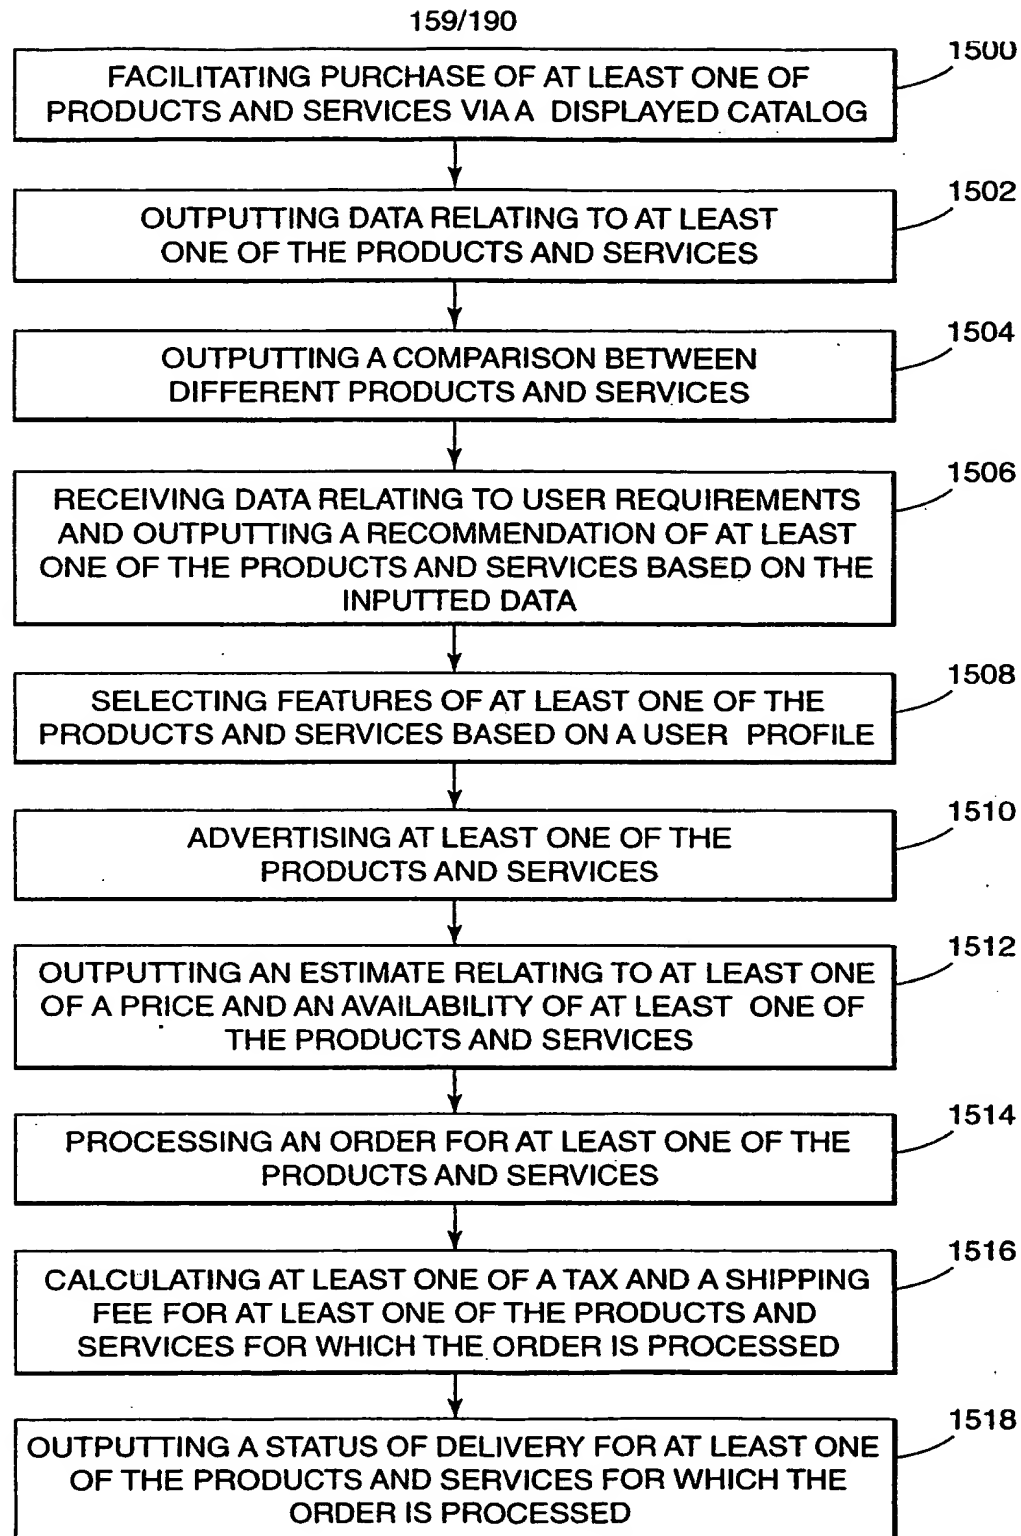 159/190
1500
FACILITATING PURCHASE OF AT LEAST ONE OF
PRODUCTS AND SERVICES VIA A DISPLAYED CATALOG
1502
OUTPUTTING DATA RELATING TO AT LEAST
ONE OF THE PRODUCTS AND SERVICES
1504
OUTPUTTING A COMPARISON BETWEEN
DIFFERENT PRODUCTS AND SERVICES
1506
RECEIVING DATA RELATING TO USER REQUIREMENTS
AND OUTPUTTING A RECOMMENDATION OF AT LEAST
ONE OF THE PRODUCTS AND SERVICES BASED ON THE
INPUTTED DATA
1508
SELECTING FEATURES OF AT LEAST ONE OF THE
PRODUCTS AND SERVICES BASED ON A USER PROFILE
1510
ADVERTISING AT LEAST ONE OF THE
PRODUCTS AND SERVICES
1512
OUTPUTTING AN ESTIMATE RELATING TO AT LEAST ONE
OF A PRICE AND AN AVAILABILITY OF AT LEAST ONE OF
THE PRODUCTS AND SERVICES
1514
PROCESSING AN ORDER FOR AT LEAST ONE OF THE
PRODUCTS AND SERVICES
1516
CALCULATING AT LEAST ONE OF A TAX AND A SHIPPING
FEE FOR AT LEAST ONE OF THE PRODUCTS AND
SERVICES FOR WHICH THE ORDER IS PROCESSED
1518
OUTPUTTING A STATUS OF DELIVERY FOR AT LEAST ONE
OF THE PRODUCTS AND SERVICES FOR WHICH THE
ORDER IS PROCESSED